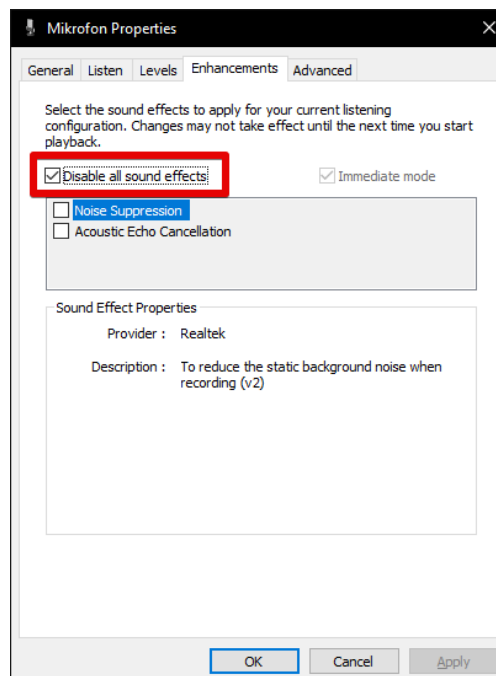 Mikrofon Properties
General Listen Levels Enhancements Advanced
Select the sound effects to apply for your current listening
configuration. Changes may not take effect until the next time you start
playback.
Disable all sound effects Immediate mode
Noise Suppression
Acoustic Echo Cancellation
Sound Effect Properties
Provider : Realtek
Description : To reduce the static background noise when
recording (v2)
OK Cancel Apply